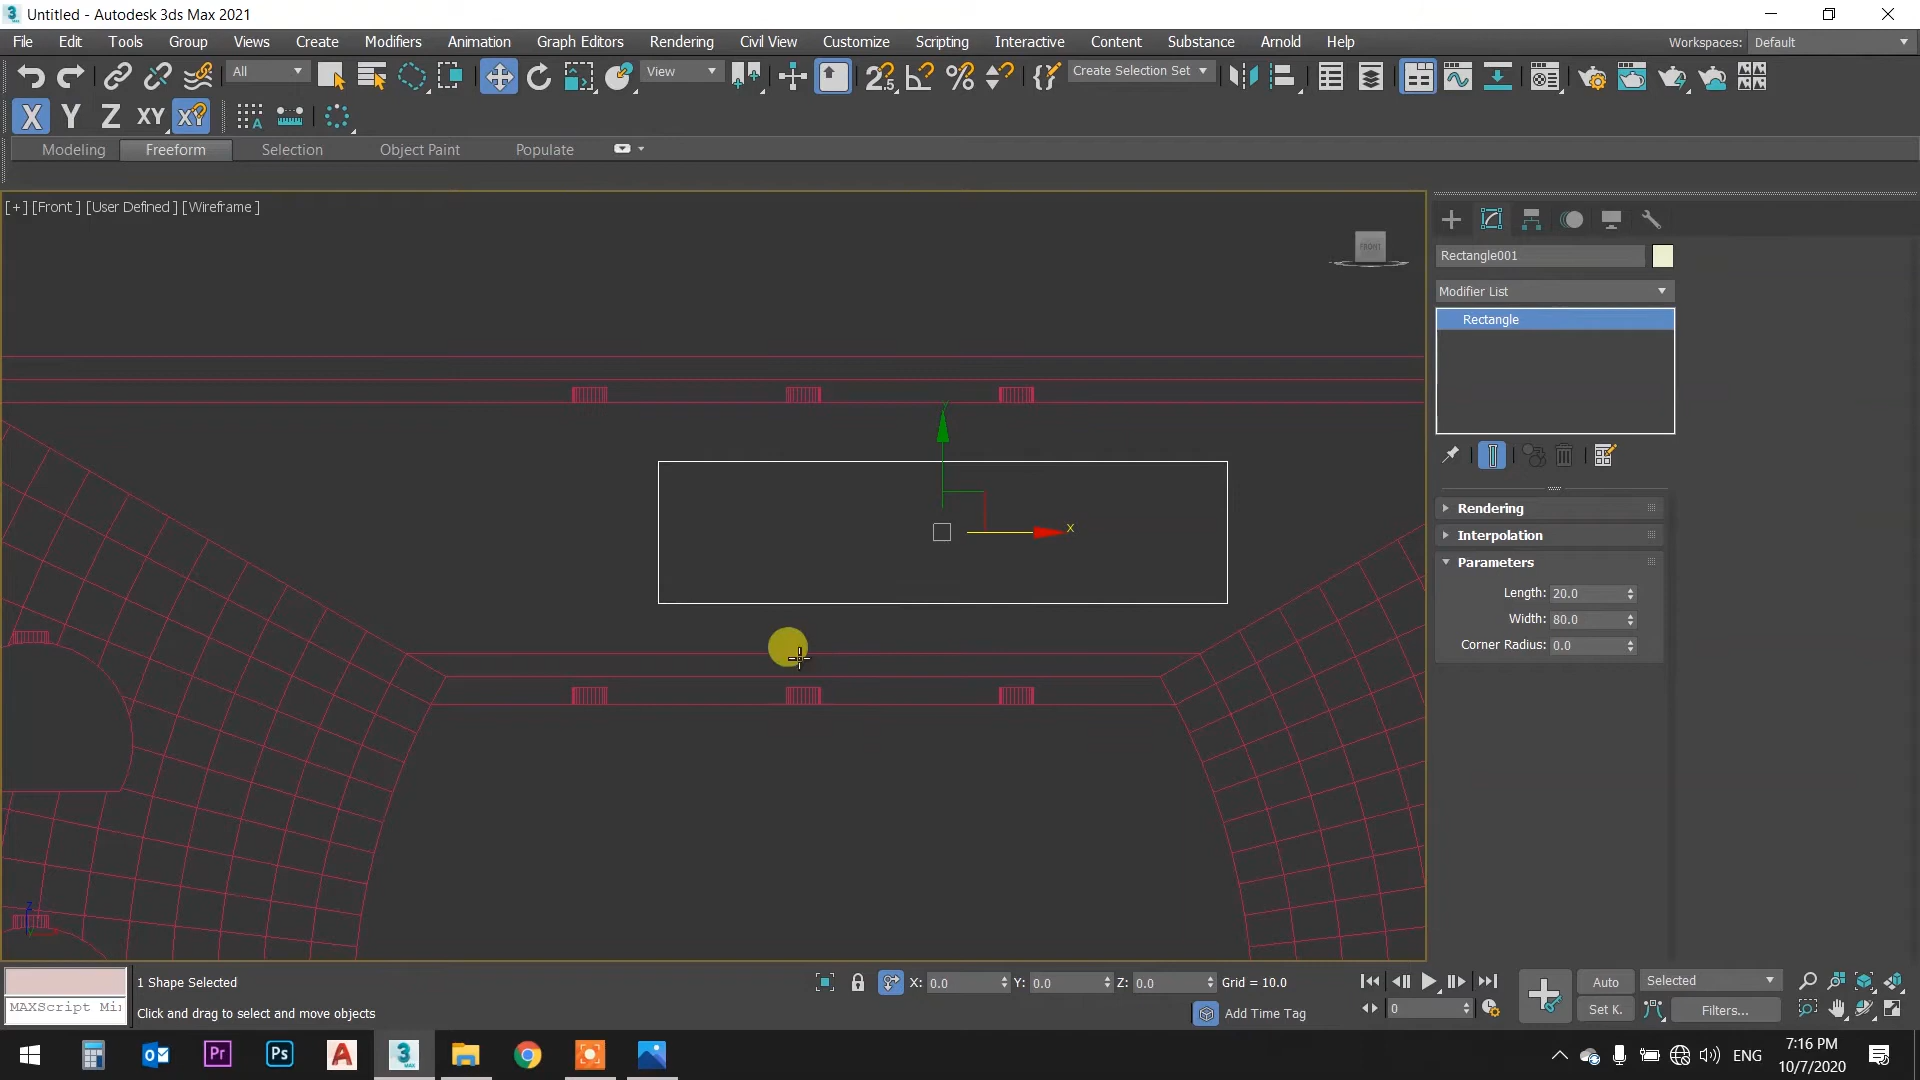 Untitled - Autodesk 3ds Max 2021
File Edit Tools Group Views Create Modifiers Animation Graph Editors Rendering Civil View Customize Scripting Interactive Content Substance Arnold Help Workspaces: Default
All View Create Selection Set
X Y Z XY
Modeling Freeform Selection Object Paint Populate
[+] [Front ] [User Defined ] [Wireframe ]
FRONT
Rectangle001
Modifier List
Rectangle
Y
X
Rendering
Interpolation
Parameters
Length: 20.0
Width: 80.0
Corner Radius: 0.0
1 Shape Selected X: 0.0 Y: 0.0 Z: 0.0 Grid = 10.0 Auto Selected
MAXScript Mi
Click and drag to select and move objects Add Time Tag 0 Set K. Filters...
7:16 PM
ENG
10/7/2020